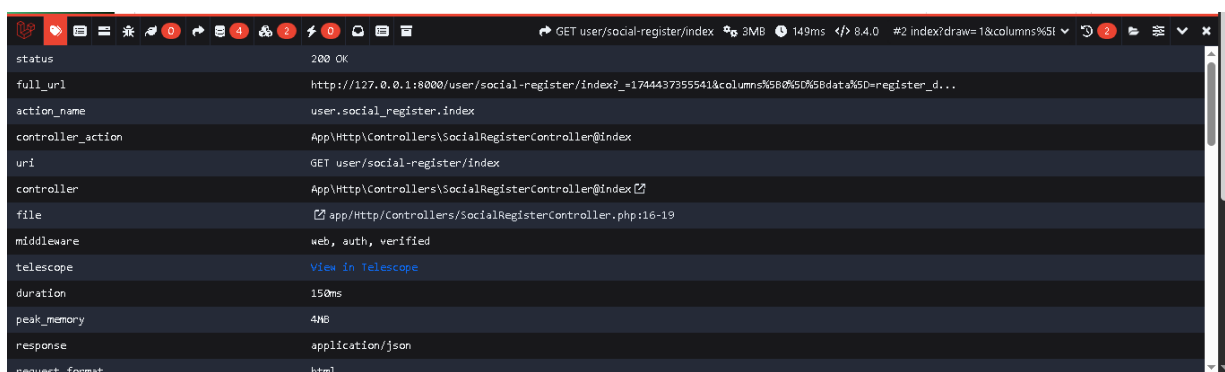 0 4 2 0 GET user/social-register/index 3MB 149ms 8.4.0 #2 index?draw=1&columns%5B 2
status 200 OK
full_url http://127.0.0.1:8000/user/social-register/index?_=1744437355541&columns%5B0%5D%5Bdata%5D=register_d...
action_name user.social_register.index
controller_action App\Http\Controllers\SocialRegisterController@index
uri GET user/social-register/index
controller App\Http\Controllers\SocialRegisterController@index
file app/Http/Controllers/SocialRegisterController.php:16-19
middleware web, auth, verified
telescope View in Telescope
duration 150ms
peak_memory 4MB
response application/json
request_format html